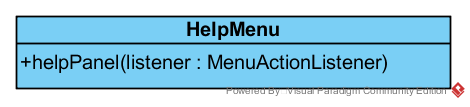 HelpMenu
+helpPanel(listener : MenuActionListener)
Powered By Visual Paradigm Community Edition